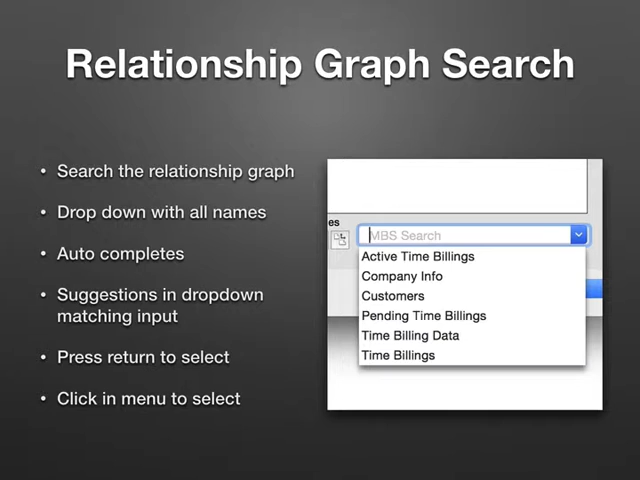 Relationship Graph Search
• Search the relationship graph
• Drop down with all names
• Auto completes
• Suggestions in dropdown
matching input
• Press return to select
• Click in menu to select
es
MBS Search
Active Time Billings
Company Info
Customers
Pending Time Billings
Time Billing Data
Time Billings